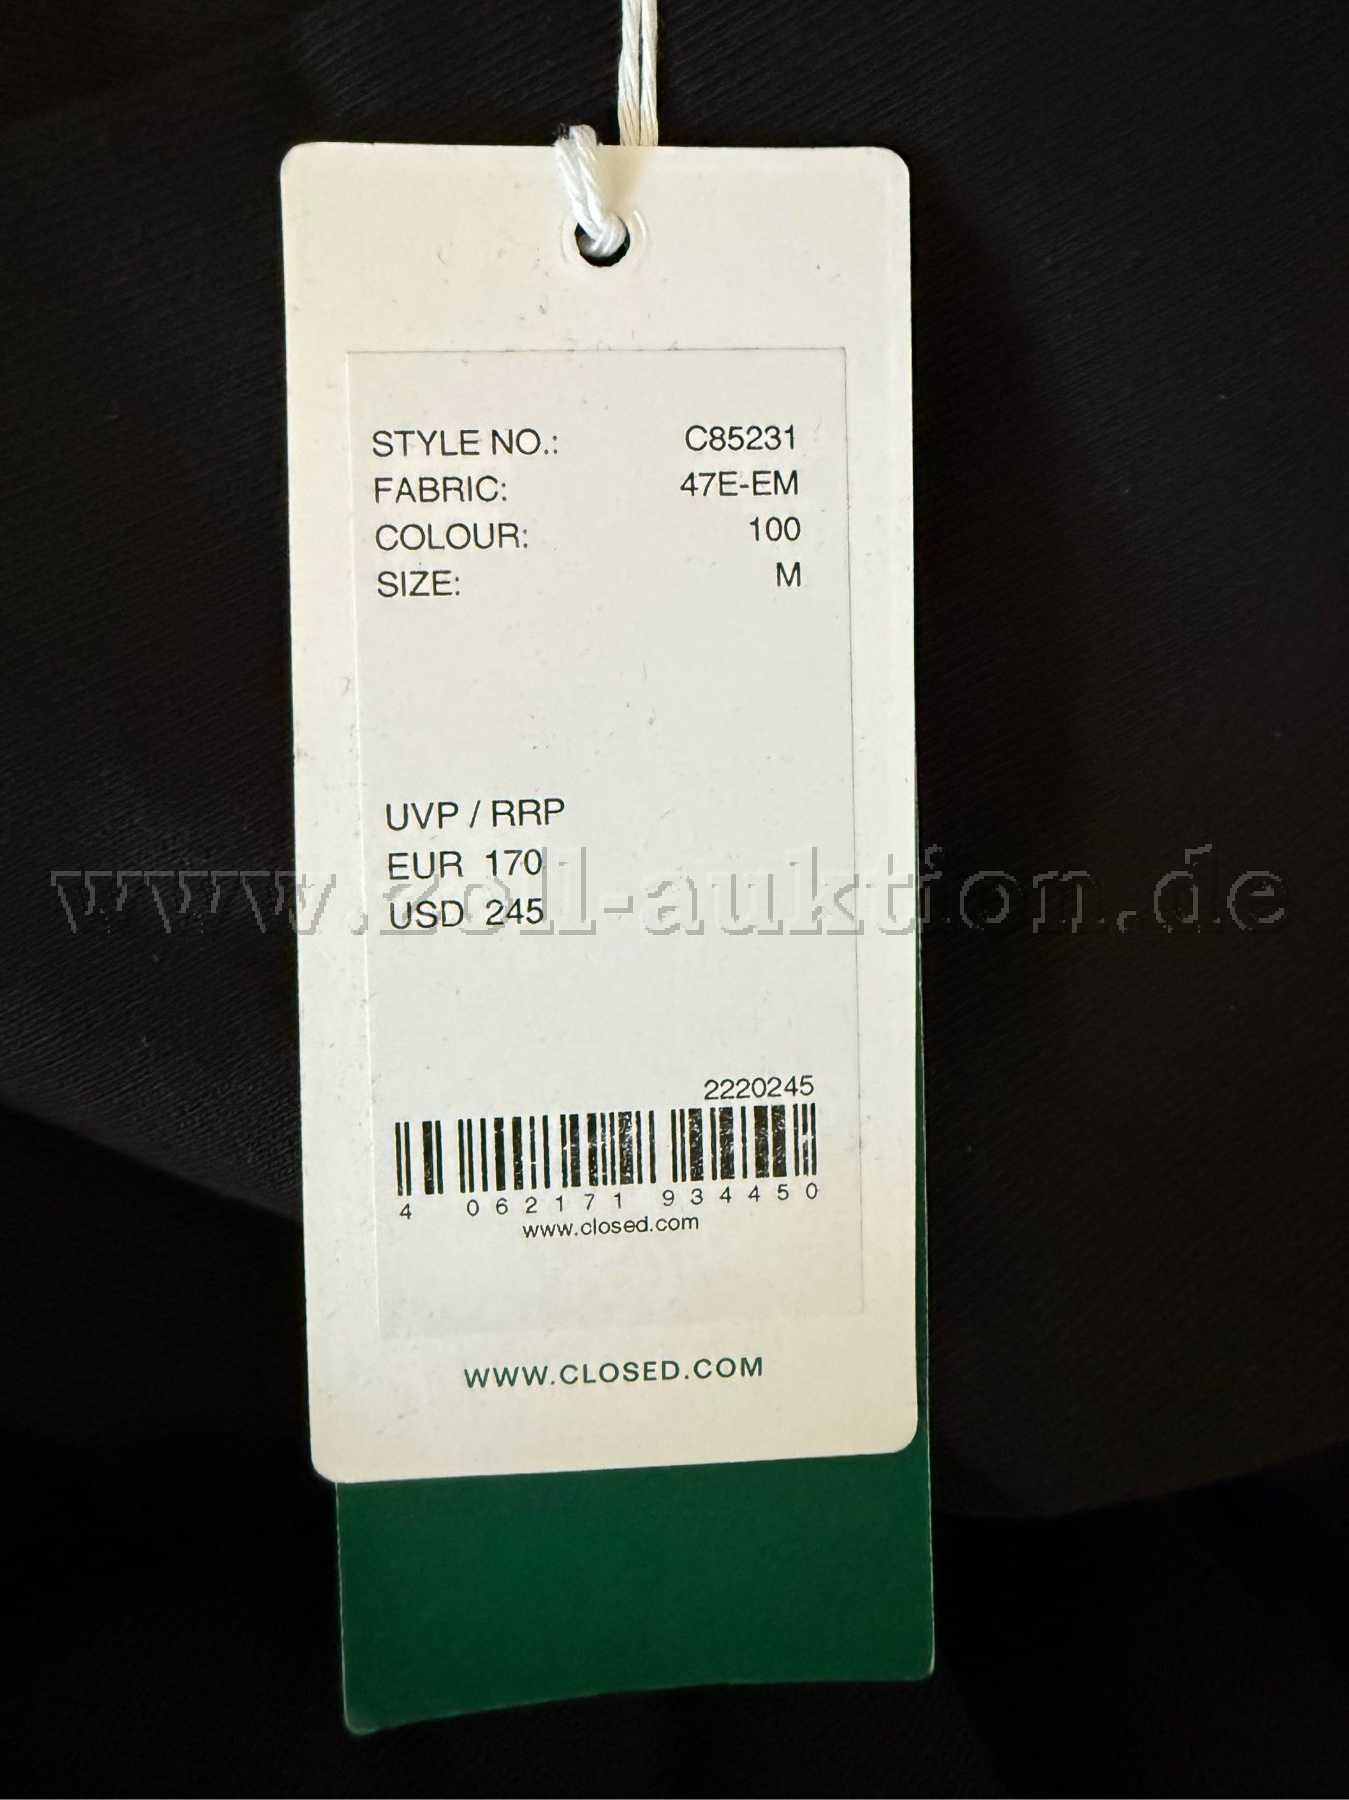 STYLE NO.: C85231
FABRIC: 47E-EM
COLOUR: 100
SIZE: M
UVP / RRP
EUR 170
www.zoll-auktion.de
USD 245
2220245
4 062171 934450
www.closed.com
WWW.CLOSED.COM